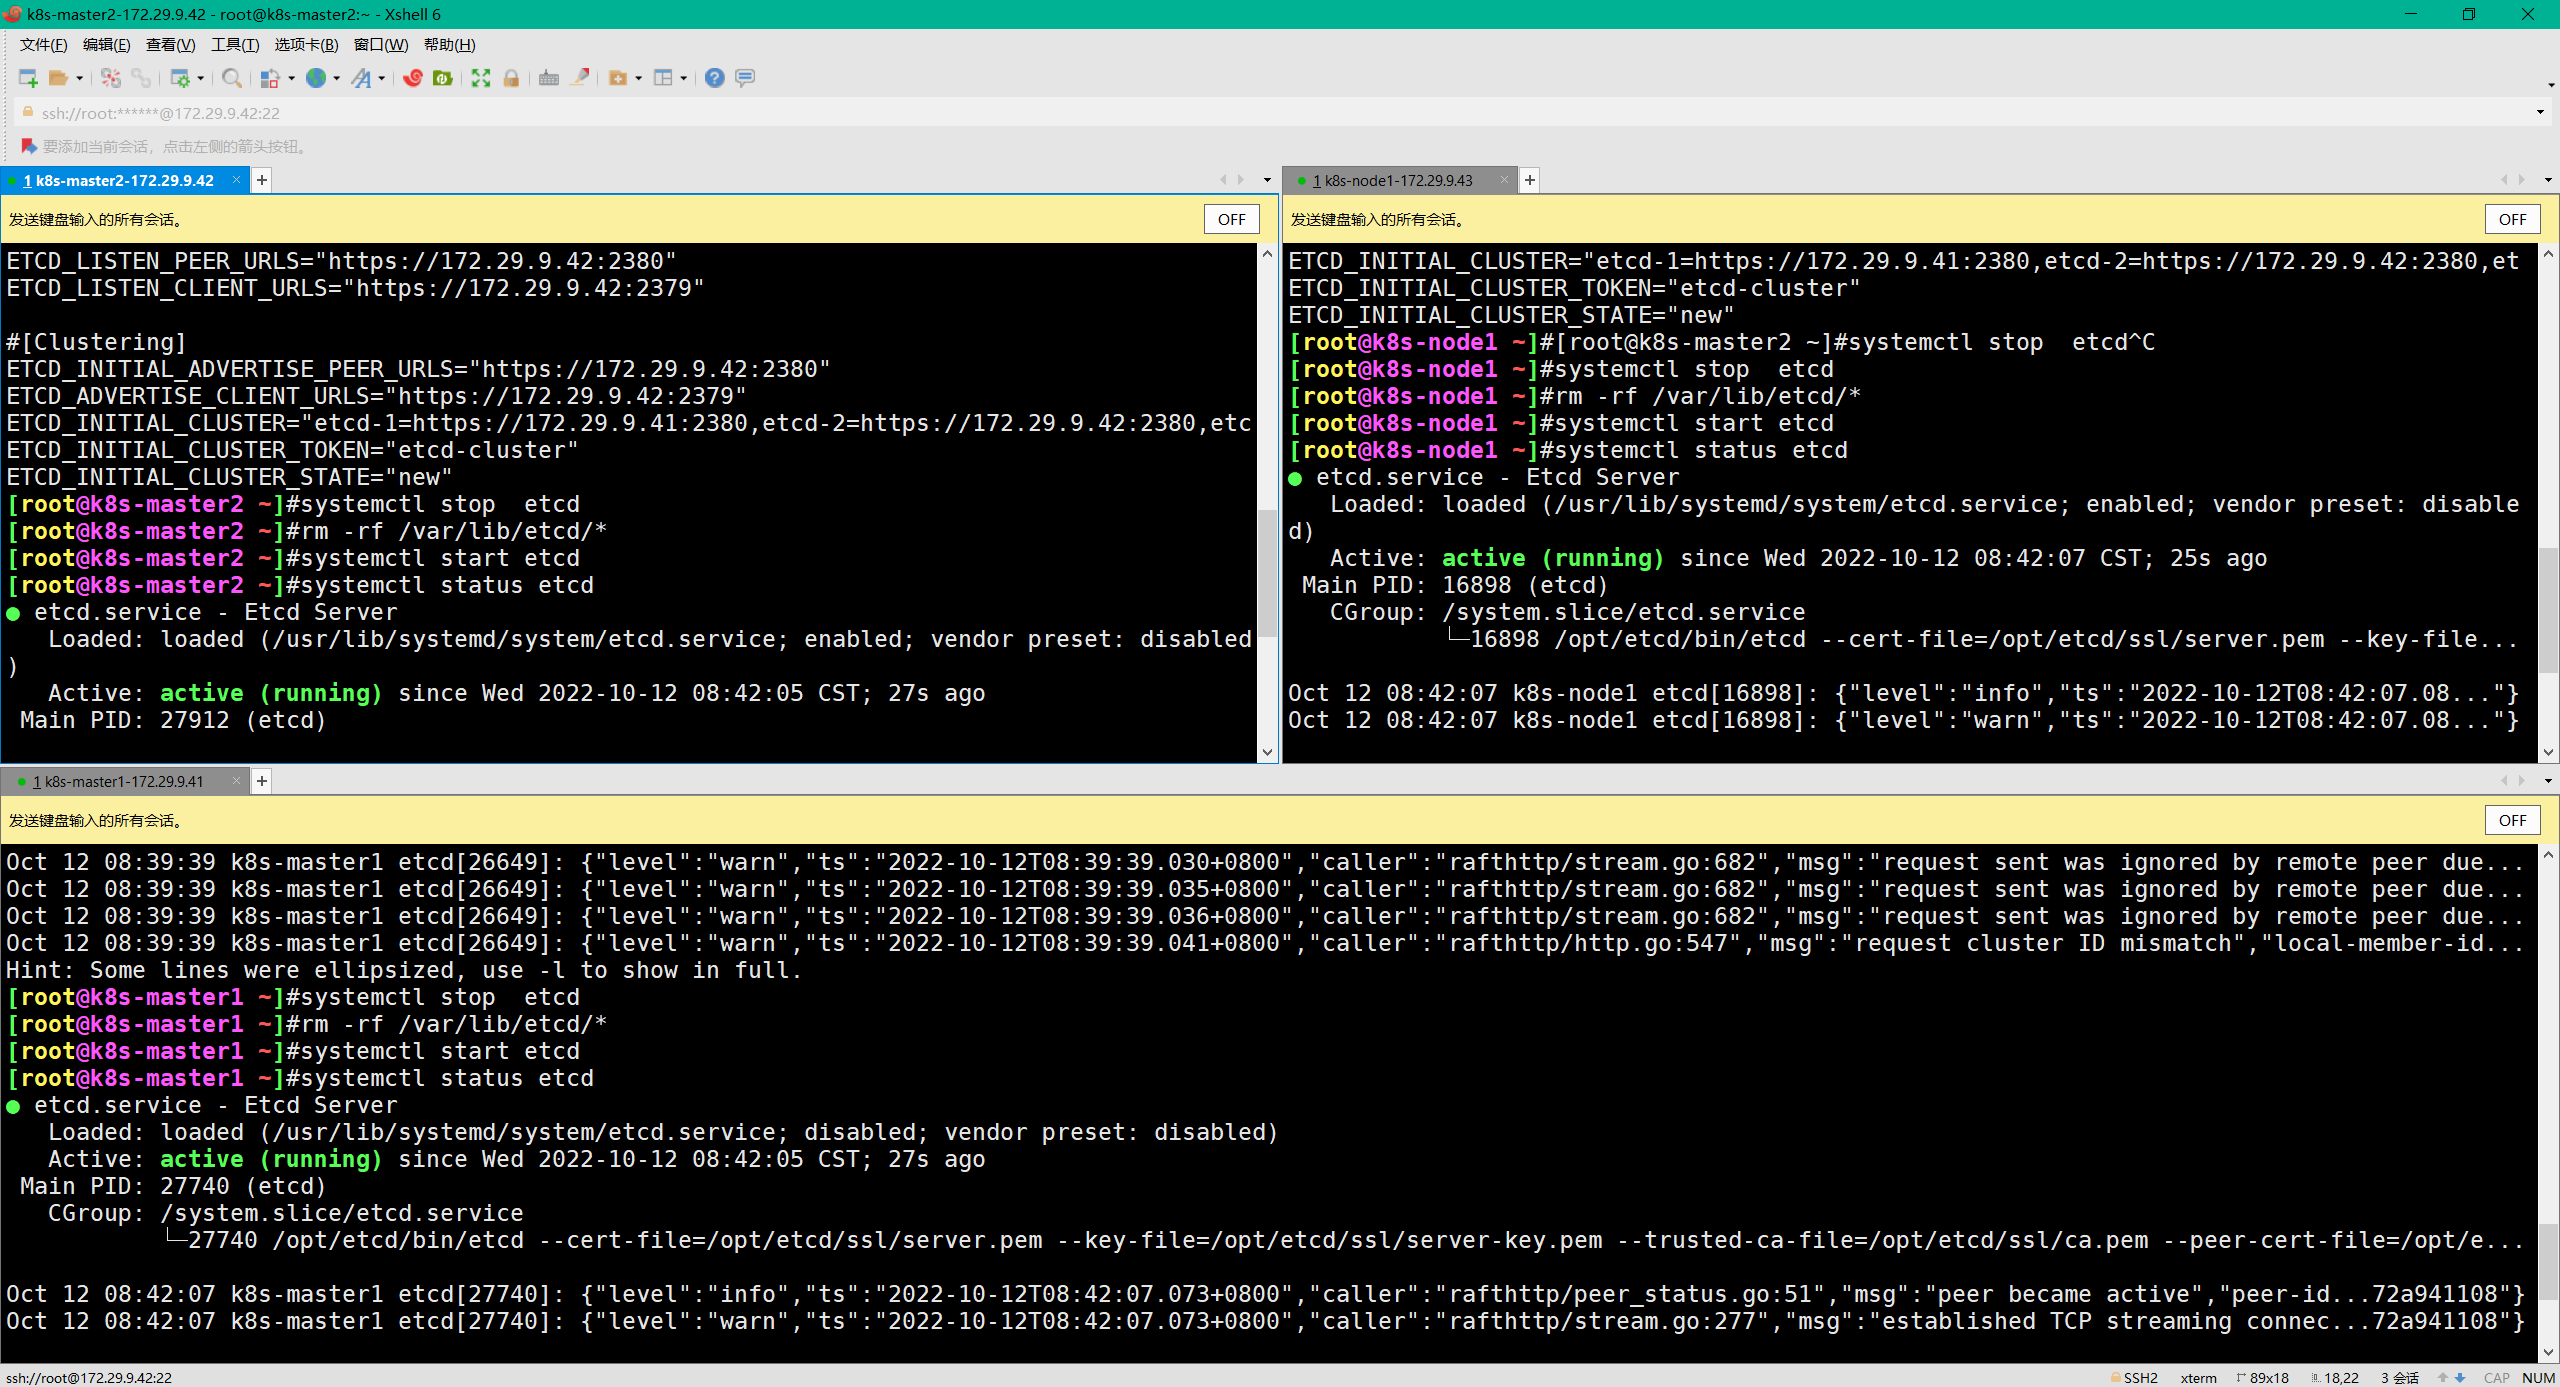 k8s-master2-172.29.9.42 - root@k8s-master2:~ - Xshell 6
文件(F) 编辑(E) 查看(V) 工具(T) 选项卡(B) 窗口(W) 帮助(H)
ssh://root:******@172.29.9.42:22
要添加当前会话，点击左侧的箭头按钮。
1 k8s-master2-172.29.9.42
发送键盘输入的所有会话。 OFF
ETCD_LISTEN_PEER_URLS="https://172.29.9.42:2380"
ETCD_LISTEN_CLIENT_URLS="https://172.29.9.42:2379"
#[Clustering]
ETCD_INITIAL_ADVERTISE_PEER_URLS="https://172.29.9.42:2380"
ETCD_ADVERTISE_CLIENT_URLS="https://172.29.9.42:2379"
ETCD_INITIAL_CLUSTER="etcd-1=https://172.29.9.41:2380,etcd-2=https://172.29.9.42:2380,etc
ETCD_INITIAL_CLUSTER_TOKEN="etcd-cluster"
ETCD_INITIAL_CLUSTER_STATE="new"
[root@k8s-master2 ~]#systemctl stop  etcd
[root@k8s-master2 ~]#rm -rf /var/lib/etcd/*
[root@k8s-master2 ~]#systemctl start etcd
[root@k8s-master2 ~]#systemctl status etcd
● etcd.service - Etcd Server
   Loaded: loaded (/usr/lib/systemd/system/etcd.service; enabled; vendor preset: disabled
)
   Active: active (running) since Wed 2022-10-12 08:42:05 CST; 27s ago
 Main PID: 27912 (etcd)
1 k8s-node1-172.29.9.43
发送键盘输入的所有会话。 OFF
ETCD_INITIAL_CLUSTER="etcd-1=https://172.29.9.41:2380,etcd-2=https://172.29.9.42:2380,et
ETCD_INITIAL_CLUSTER_TOKEN="etcd-cluster"
ETCD_INITIAL_CLUSTER_STATE="new"
[root@k8s-node1 ~]#[root@k8s-master2 ~]#systemctl stop  etcd^C
[root@k8s-node1 ~]#systemctl stop  etcd
[root@k8s-node1 ~]#rm -rf /var/lib/etcd/*
[root@k8s-node1 ~]#systemctl start etcd
[root@k8s-node1 ~]#systemctl status etcd
● etcd.service - Etcd Server
   Loaded: loaded (/usr/lib/systemd/system/etcd.service; enabled; vendor preset: disable
d)
   Active: active (running) since Wed 2022-10-12 08:42:07 CST; 25s ago
 Main PID: 16898 (etcd)
   CGroup: /system.slice/etcd.service
           └─16898 /opt/etcd/bin/etcd --cert-file=/opt/etcd/ssl/server.pem --key-file...
Oct 12 08:42:07 k8s-node1 etcd[16898]: {"level":"info","ts":"2022-10-12T08:42:07.08..."}
Oct 12 08:42:07 k8s-node1 etcd[16898]: {"level":"warn","ts":"2022-10-12T08:42:07.08..."}
1 k8s-master1-172.29.9.41
发送键盘输入的所有会话。 OFF
Oct 12 08:39:39 k8s-master1 etcd[26649]: {"level":"warn","ts":"2022-10-12T08:39:39.030+0800","caller":"rafthttp/stream.go:682","msg":"request sent was ignored by remote peer due...
Oct 12 08:39:39 k8s-master1 etcd[26649]: {"level":"warn","ts":"2022-10-12T08:39:39.035+0800","caller":"rafthttp/stream.go:682","msg":"request sent was ignored by remote peer due...
Oct 12 08:39:39 k8s-master1 etcd[26649]: {"level":"warn","ts":"2022-10-12T08:39:39.036+0800","caller":"rafthttp/stream.go:682","msg":"request sent was ignored by remote peer due...
Oct 12 08:39:39 k8s-master1 etcd[26649]: {"level":"warn","ts":"2022-10-12T08:39:39.041+0800","caller":"rafthttp/http.go:547","msg":"request cluster ID mismatch","local-member-id...
Hint: Some lines were ellipsized, use -l to show in full.
[root@k8s-master1 ~]#systemctl stop  etcd
[root@k8s-master1 ~]#rm -rf /var/lib/etcd/*
[root@k8s-master1 ~]#systemctl start etcd
[root@k8s-master1 ~]#systemctl status etcd
● etcd.service - Etcd Server
   Loaded: loaded (/usr/lib/systemd/system/etcd.service; disabled; vendor preset: disabled)
   Active: active (running) since Wed 2022-10-12 08:42:05 CST; 27s ago
 Main PID: 27740 (etcd)
   CGroup: /system.slice/etcd.service
           └─27740 /opt/etcd/bin/etcd --cert-file=/opt/etcd/ssl/server.pem --key-file=/opt/etcd/ssl/server-key.pem --trusted-ca-file=/opt/etcd/ssl/ca.pem --peer-cert-file=/opt/e...
Oct 12 08:42:07 k8s-master1 etcd[27740]: {"level":"info","ts":"2022-10-12T08:42:07.073+0800","caller":"rafthttp/peer_status.go:51","msg":"peer became active","peer-id...72a941108"}
Oct 12 08:42:07 k8s-master1 etcd[27740]: {"level":"warn","ts":"2022-10-12T08:42:07.073+0800","caller":"rafthttp/stream.go:277","msg":"established TCP streaming connec...72a941108"}
ssh://root@172.29.9.42:22 SSH2 xterm 89x18 18,22 3 会话 CAP NUM